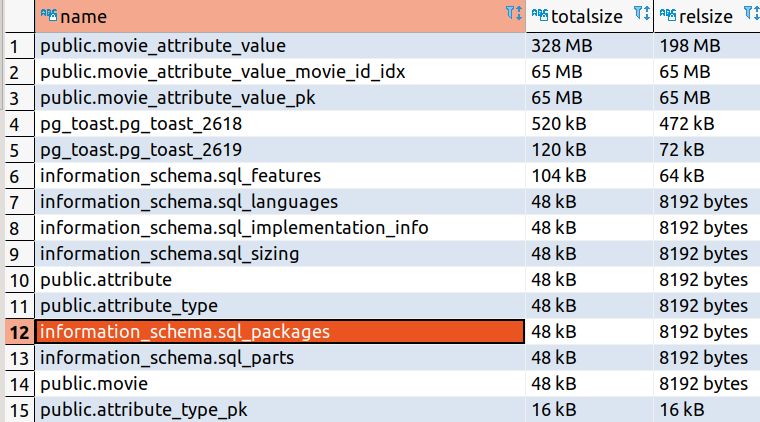 name totalsize relsize
1 public.movie_attribute_value 328 MB 198 MB
2 public.movie_attribute_value_movie_id_idx 65 MB 65 MB
3 public.movie_attribute_value_pk 65 MB 65 MB
4 pg_toast.pg_toast_2618 520 kB 472 kB
5 pg_toast.pg_toast_2619 120 kB 72 kB
6 information_schema.sql_features 104 kB 64 kB
7 information_schema.sql_languages 48 kB 8192 bytes
8 information_schema.sql_implementation_info 48 kB 8192 bytes
9 information_schema.sql_sizing 48 kB 8192 bytes
10 public.attribute 48 kB 8192 bytes
11 public.attribute_type 48 kB 8192 bytes
12 information_schema.sql_packages 48 kB 8192 bytes
13 information_schema.sql_parts 48 kB 8192 bytes
14 public.movie 48 kB 8192 bytes
15 public.attribute_type_pk 16 kB 16 kB